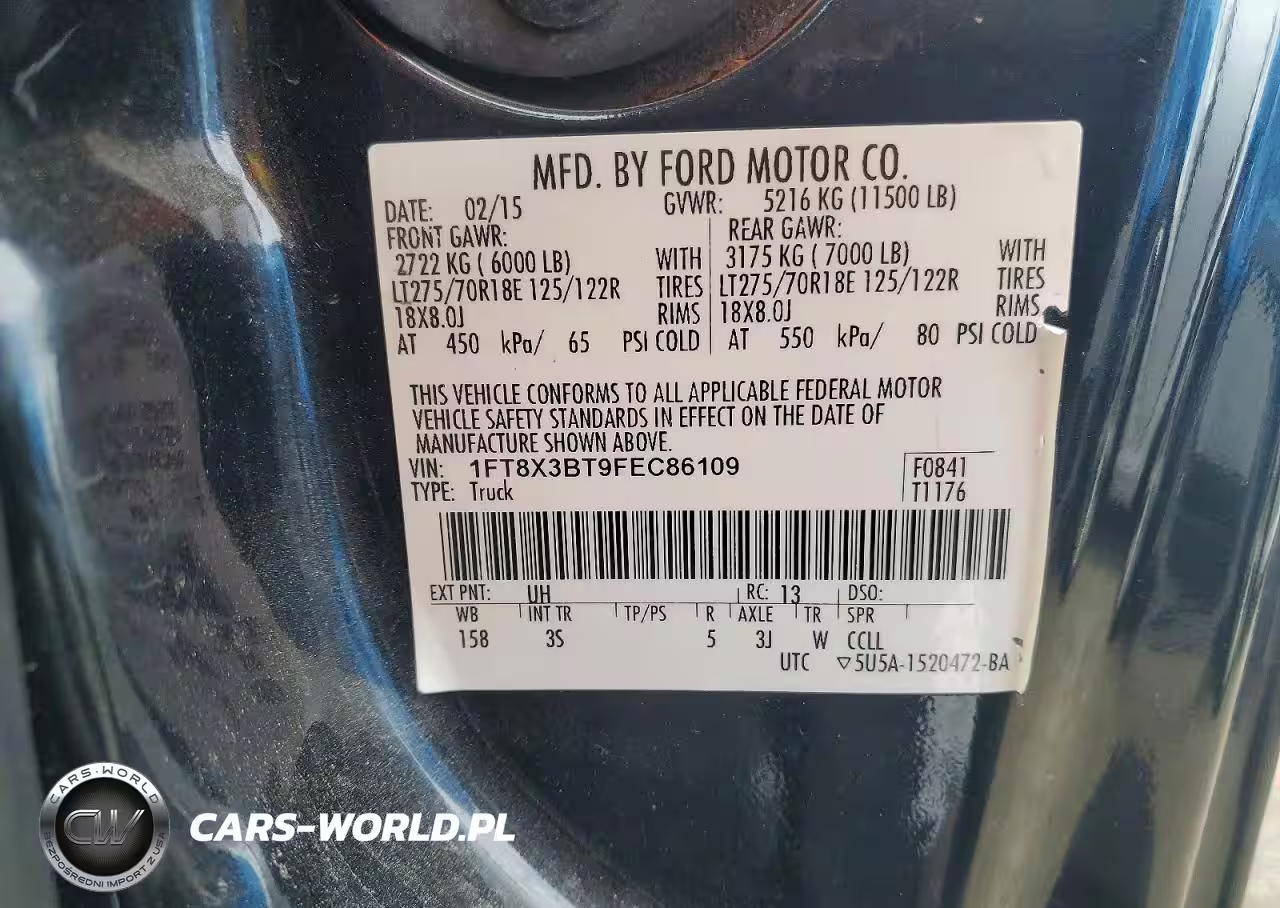 MFD. BY FORD MOTOR CO.
DATE: 02/15 GVWR: 5216 KG (11500 LB)
FRONT GAWR: REAR GAWR:
2722 KG ( 6000 LB) WITH 3175 KG ( 7000 LB) WITH
LT275/70R18E 125/122R TIRES LT275/70R18E 125/122R TIRES
18X8.0J RIMS 18X8.0J RIMS
AT 450 kPa/ 65 PSI COLD AT 550 kPa/ 80 PSI COLD
THIS VEHICLE CONFORMS TO ALL APPLICABLE FEDERAL MOTOR
VEHICLE SAFETY STANDARDS IN EFFECT ON THE DATE OF
MANUFACTURE SHOWN ABOVE.
VIN: 1FT8X3BT9FEC86109 F0841
TYPE: Truck T1176
EXT PNT: UH RC: 13 DSO:
WB INT TR TP/PS R AXLE TR SPR
158 3S 5 3J W CCLL
UTC ▽5U5A-1520472-BA
CARS-WORLD
CW
BEZPOŚREDNI IMPORT Z USA
CARS-WORLD.PL